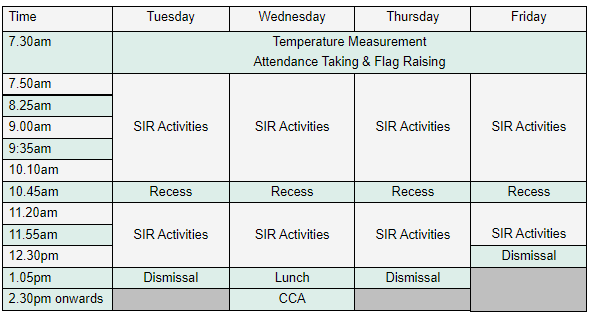 Time Tuesday Wednesday Thursday Friday
7.30am Temperature Measurement
Attendance Taking & Flag Raising
7.50am
8.25am
9.00am SIR Activities SIR Activities SIR Activities SIR Activities
9:35am
10.10am
10.45am Recess Recess Recess Recess
11.20am
11.55am SIR Activities SIR Activities SIR Activities SIR Activities
12.30pm Dismissal
1.05pm Dismissal Lunch Dismissal
2.30pm onwards CCA